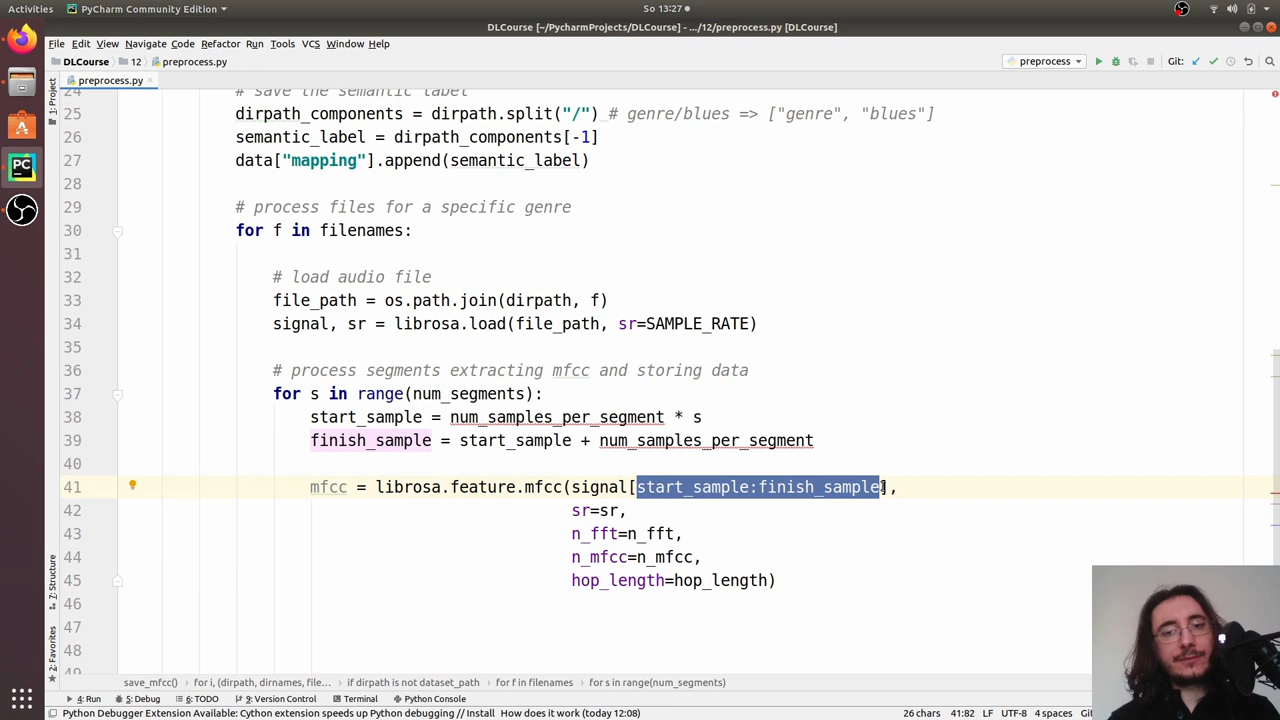 Activities PyCharm Community Edition So 13:27
DLCourse [~/PycharmProjects/DLCourse] - .../12/preprocess.py [DLCourse]
File Edit View Navigate Code Refactor Run Tools VCS Window Help
DLCourse 12 preprocess.py preprocess Git:
preprocess.py
1: Project
24 # save the semantic label
25 dirpath_components = dirpath.split("/") # genre/blues => ["genre", "blues"]
26 semantic_label = dirpath_components[-1]
27 data["mapping"].append(semantic_label)
28
29 # process files for a specific genre
30 for f in filenames:
31
32 # load audio file
33 file_path = os.path.join(dirpath, f)
34 signal, sr = librosa.load(file_path, sr=SAMPLE_RATE)
35
36 # process segments extracting mfcc and storing data
37 for s in range(num_segments):
38 start_sample = num_samples_per_segment * s
39 finish_sample = start_sample + num_samples_per_segment
40
41 mfcc = librosa.feature.mfcc(signal[start_sample:finish_sample],
42 sr=sr,
43 n_fft=n_fft,
44 n_mfcc=n_mfcc,
45 hop_length=hop_length)
46
47
48
49
7: Structure
2: Favorites
save_mfcc() for i, (dirpath, dirnames, file... if dirpath is not dataset_path for f in filenames for s in range(num_segments)
4: Run 5: Debug 6: TODO 9: Version Control Terminal Python Console
Python Debugger Extension Available: Cython extension speeds up Python debugging // Install How does it work (today 12:08) 26 chars 41:82 LF UTF-8 4 spaces Git